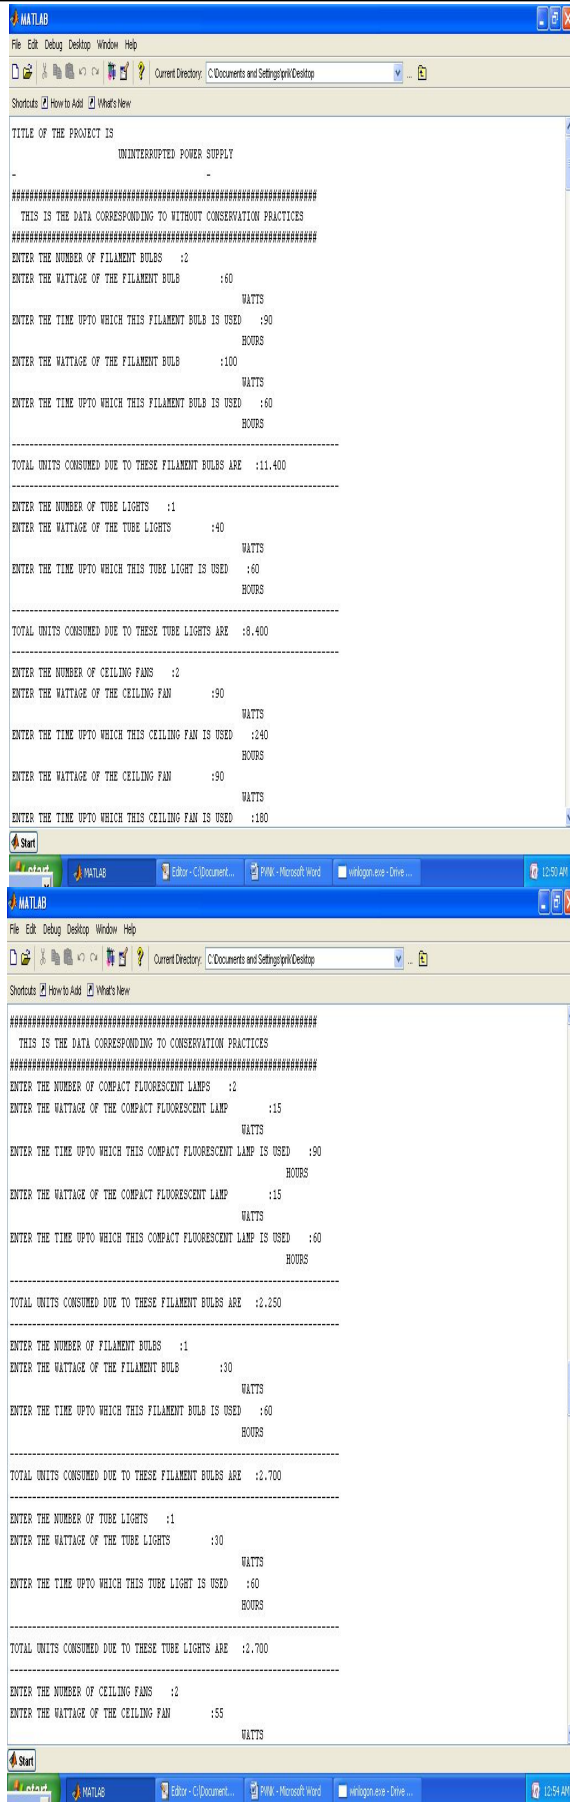 MATLAB
File Edit Debug Desktop Window Help
Current Directory: C:\Documents and Settings\prik\Desktop
Shortcuts How to Add What's New
TITLE OF THE PROJECT IS
UNINTERRUPTED POWER SUPPLY
- -
#####################################################################
THIS IS THE DATA CORRESPONDING TO WITHOUT CONSERVATION PRACTICES
#####################################################################
ENTER THE NUMBER OF FILAMENT BULBS :2
ENTER THE WATTAGE OF THE FILAMENT BULB :60
WATTS
ENTER THE TIME UPTO WHICH THIS FILAMENT BULB IS USED :90
HOURS
ENTER THE WATTAGE OF THE FILAMENT BULB :100
WATTS
ENTER THE TIME UPTO WHICH THIS FILAMENT BULB IS USED :60
HOURS
--------------------------------------------------------------------------
TOTAL UNITS CONSUMED DUE TO THESE FILAMENT BULBS ARE :11.400
--------------------------------------------------------------------------
ENTER THE NUMBER OF TUBE LIGHTS :1
ENTER THE WATTAGE OF THE TUBE LIGHTS :40
WATTS
ENTER THE TIME UPTO WHICH THIS TUBE LIGHT IS USED :60
HOURS
--------------------------------------------------------------------------
TOTAL UNITS CONSUMED DUE TO THESE TUBE LIGHTS ARE :8.400
--------------------------------------------------------------------------
ENTER THE NUMBER OF CEILING FANS :2
ENTER THE WATTAGE OF THE CEILING FAN :90
WATTS
ENTER THE TIME UPTO WHICH THIS CEILING FAN IS USED :240
HOURS
ENTER THE WATTAGE OF THE CEILING FAN :90
WATTS
ENTER THE TIME UPTO WHICH THIS CEILING FAN IS USED :180
Start
start MATLAB Editor - C:\Document... PVNK - Microsoft Word winlogon.exe - Drive ... 12:50 AM
MATLAB
File Edit Debug Desktop Window Help
Current Directory: C:\Documents and Settings\prik\Desktop
Shortcuts How to Add What's New
#####################################################################
THIS IS THE DATA CORRESPONDING TO CONSERVATION PRACTICES
#####################################################################
ENTER THE NUMBER OF COMPACT FLUORESCENT LAMPS :2
ENTER THE WATTAGE OF THE COMPACT FLUORESCENT LAMP :15
WATTS
ENTER THE TIME UPTO WHICH THIS COMPACT FLUORESCENT LAMP IS USED :90
HOURS
ENTER THE WATTAGE OF THE COMPACT FLUORESCENT LAMP :15
WATTS
ENTER THE TIME UPTO WHICH THIS COMPACT FLUORESCENT LAMP IS USED :60
HOURS
--------------------------------------------------------------------------
TOTAL UNITS CONSUMED DUE TO THESE FILAMENT BULBS ARE :2.250
--------------------------------------------------------------------------
ENTER THE NUMBER OF FILAMENT BULBS :1
ENTER THE WATTAGE OF THE FILAMENT BULB :30
WATTS
ENTER THE TIME UPTO WHICH THIS FILAMENT BULB IS USED :60
HOURS
--------------------------------------------------------------------------
TOTAL UNITS CONSUMED DUE TO THESE FILAMENT BULBS ARE :2.700
--------------------------------------------------------------------------
ENTER THE NUMBER OF TUBE LIGHTS :1
ENTER THE WATTAGE OF THE TUBE LIGHTS :30
WATTS
ENTER THE TIME UPTO WHICH THIS TUBE LIGHT IS USED :60
HOURS
--------------------------------------------------------------------------
TOTAL UNITS CONSUMED DUE TO THESE TUBE LIGHTS ARE :2.700
--------------------------------------------------------------------------
ENTER THE NUMBER OF CEILING FANS :2
ENTER THE WATTAGE OF THE CEILING FAN :55
WATTS
Start
start MATLAB Editor - C:\Document... PVNK - Microsoft Word winlogon.exe - Drive ... 12:54 AM